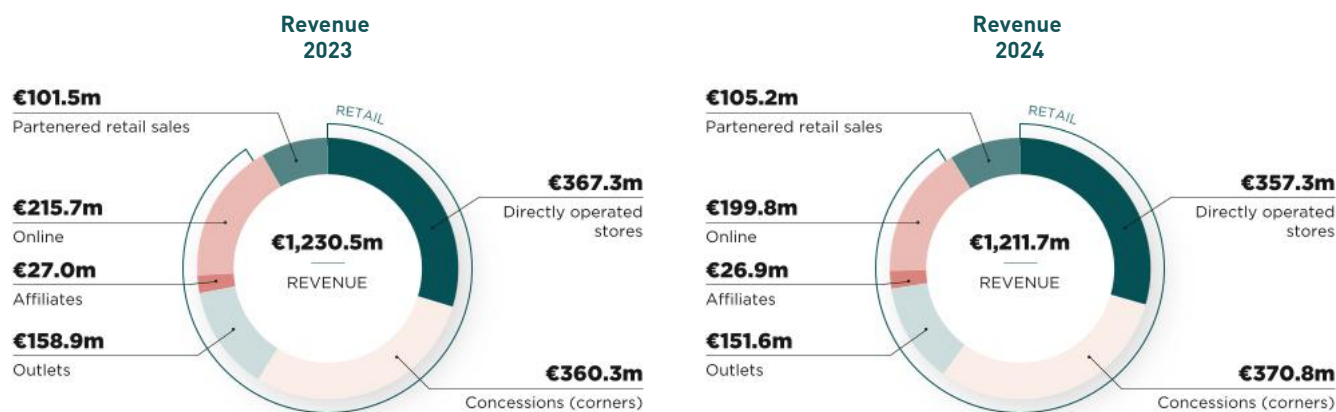 Revenue
2023
€101.5m
Partenered retail sales
RETAIL
€367.3m
Directly operated
stores
€215.7m
Online
€1,230.5m
REVENUE
€27.0m
Affiliates
€158.9m
Outlets
€360.3m
Concessions (corners)
Revenue
2024
€105.2m
Partenered retail sales
RETAIL
€357.3m
Directly operated
stores
€199.8m
Online
€1,211.7m
REVENUE
€26.9m
Affiliates
€151.6m
Outlets
€370.8m
Concessions (corners)